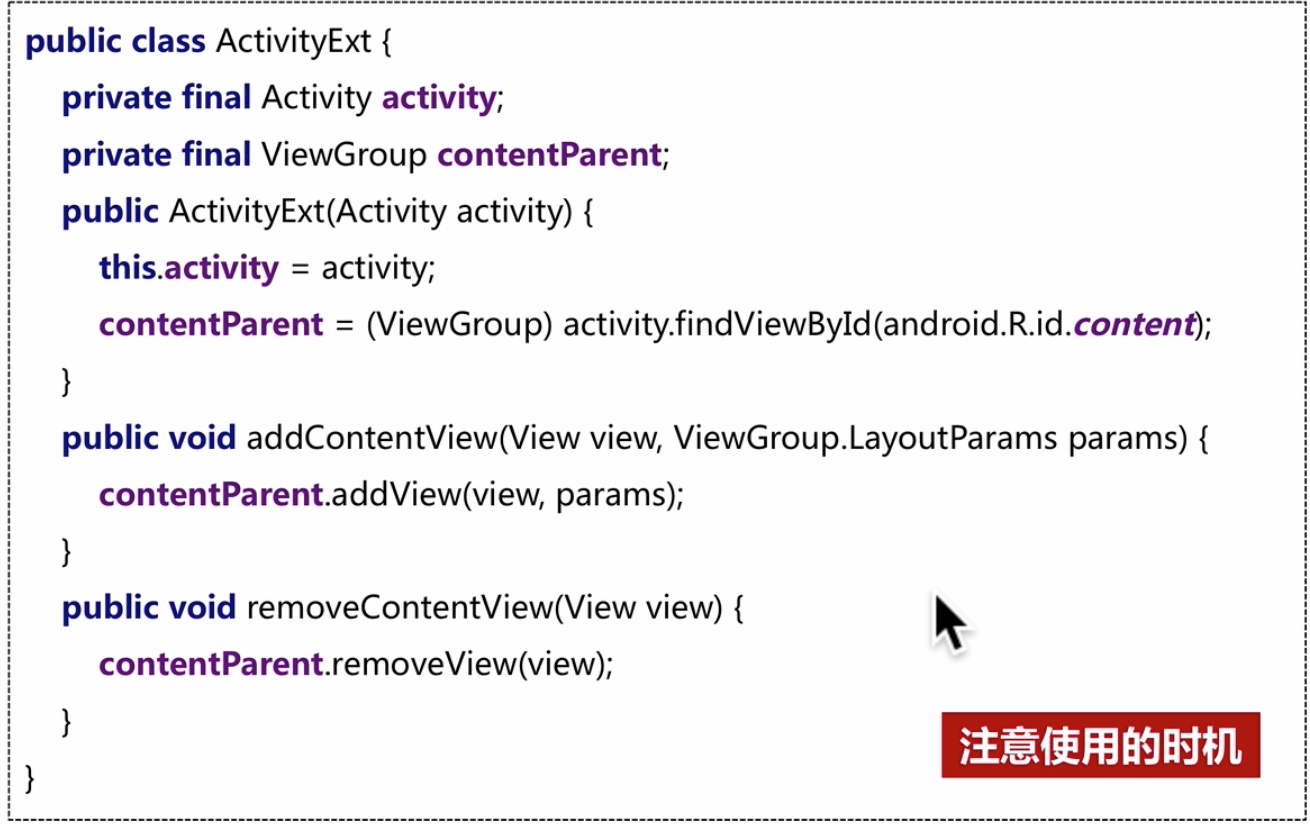 public class ActivityExt {
private final Activity activity;
private final ViewGroup contentParent;
public ActivityExt(Activity activity) {
this.activity = activity;
contentParent = (ViewGroup) activity.findViewById(android.R.id.content);
}
public void addContentView(View view, ViewGroup.LayoutParams params) {
contentParent.addView(view, params);
}
public void removeContentView(View view) {
contentParent.removeView(view);
}
注意使用的时机
}